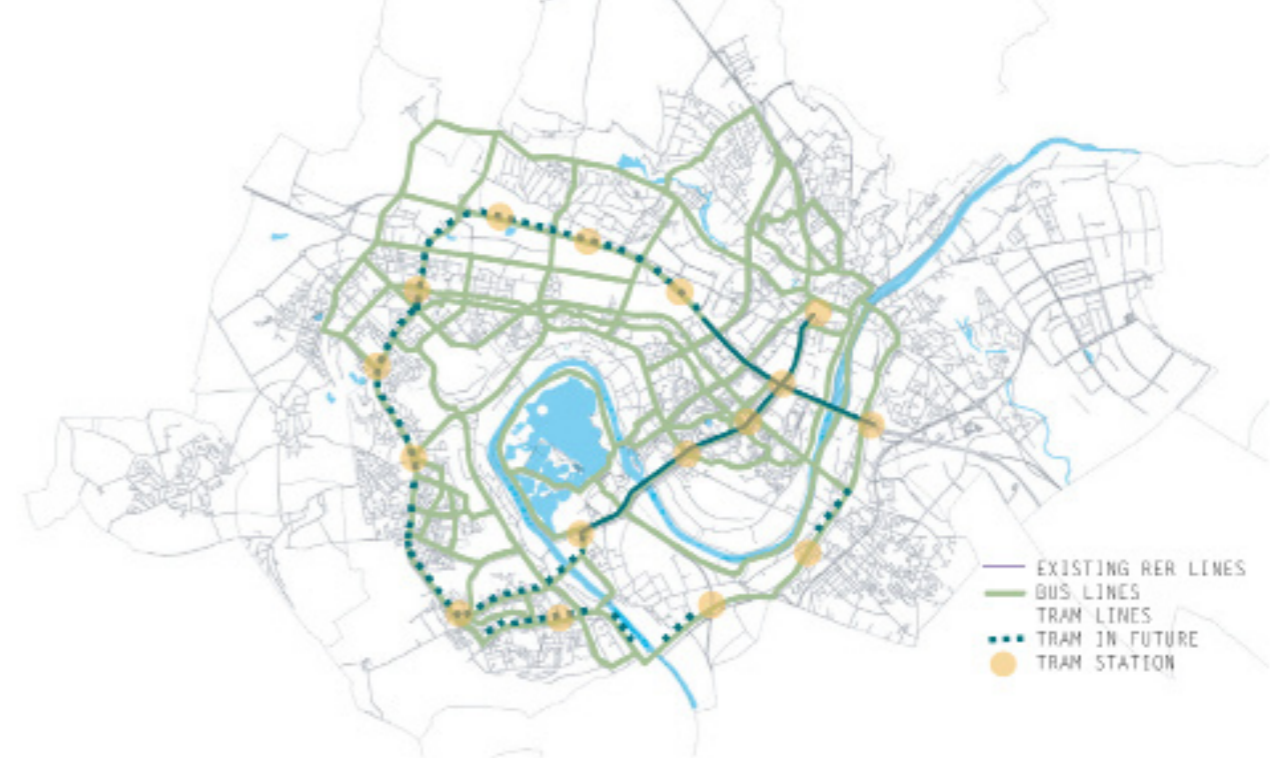 EXISTING RER LINES
BUS LINES
TRAM LINES
TRAM IN FUTURE
TRAM STATION